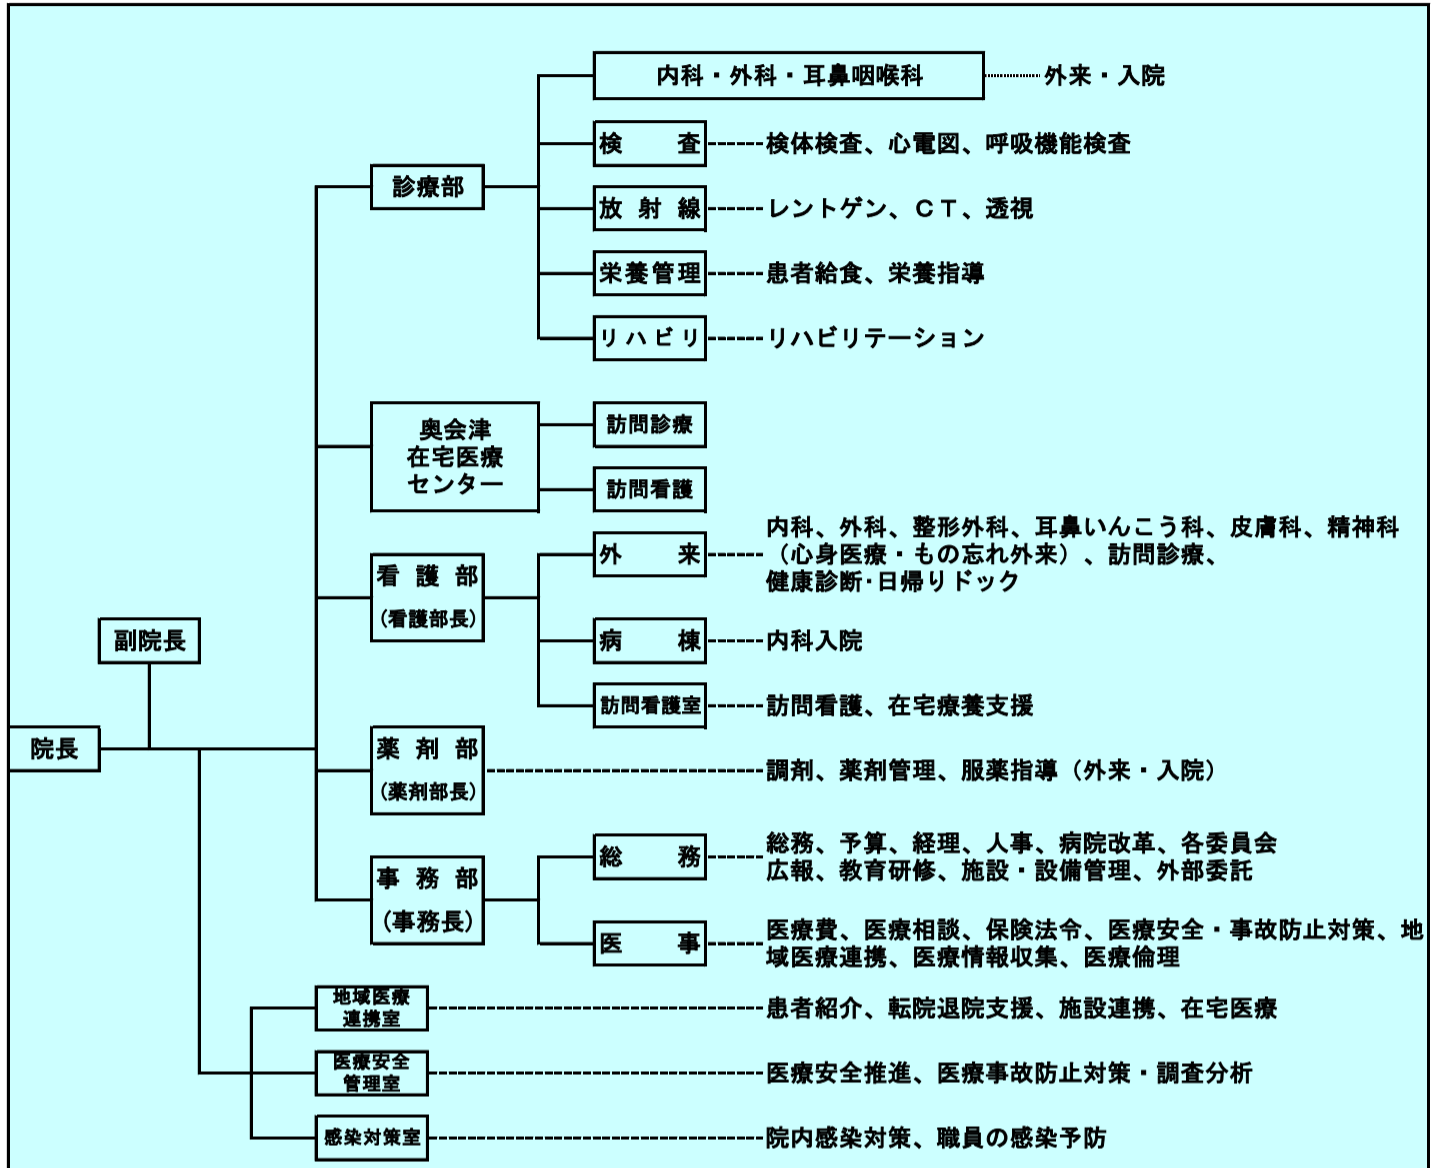 内科・外科・耳鼻咽喉科
外来・入院
検　査
検体検査、心電図、呼吸機能検査
診療部
放射線
レントゲン、ＣＴ、透視
栄養管理
患者給食、栄養指導
リハビリ
リハビリテーション
奥会津
在宅医療
センター
訪問診療
訪問看護
看護部
(看護部長)
外　来
内科、外科、整形外科、耳鼻いんこう科、皮膚科、精神科
（心身医療・もの忘れ外来）、訪問診療、
健康診断･日帰りドック
病　棟
内科入院
訪問看護室
訪問看護、在宅療養支援
副院長
院長
薬剤部
(薬剤部長)
調剤、薬剤管理、服薬指導（外来・入院）
事務部
(事務長)
総　務
総務、予算、経理、人事、病院改革、各委員会
広報、教育研修、施設・設備管理、外部委託
医　事
医療費、医療相談、保険法令、医療安全・事故防止対策、地
域医療連携、医療情報収集、医療倫理
地域医療
連携室
患者紹介、転院退院支援、施設連携、在宅医療
医療安全
管理室
医療安全推進、医療事故防止対策・調査分析
感染対策室
院内感染対策、職員の感染予防